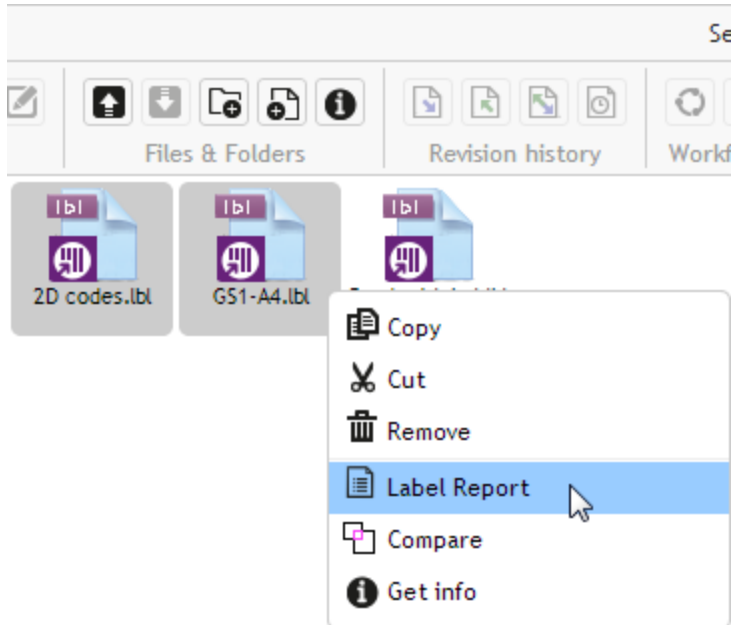 Se
Files & Folders
Revision history
Workf
lbl
lbl
lbl
2D codes.lbl
GS1-A4.lbl
Copy
Cut
Remove
Label Report
Compare
Get info